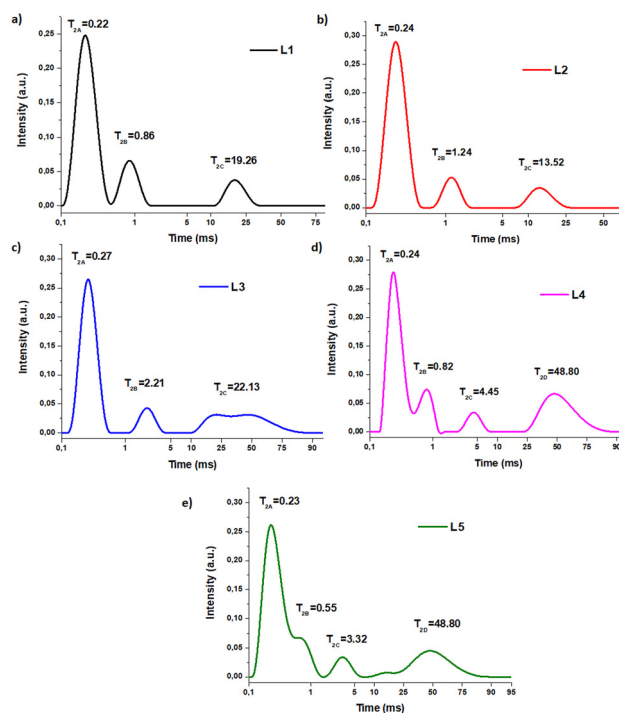 a)
T2A=0.22
L1
T2B=0.86
T2C=19.26
Intensity (a.u.)
0,25
0,20
0,15
0,10
0,05
0,00
0,1 1 5 10 25 50 75
Time (ms)
b)
T2A=0.24
L2
T2B=1.24
T2C=13.52
Intensity (a.u.)
0,30
0,25
0,20
0,15
0,10
0,05
0,00
0,1 1 5 10 25 50
Time (ms)
c)
T2A=0.27
L3
T2B=2.21
T2C=22.13
Intensity (a.u.)
0,30
0,25
0,20
0,15
0,10
0,05
0,00
0,1 1 5 10 50 90
Time (ms)
d)
T2A=0.24
L4
T2B=0.82
T2C=4.45
T2D=48.80
Intensity (a.u.)
0,30
0,25
0,20
0,15
0,10
0,05
0,00
0,1 1 5 10 25 50 75 90
Time (ms)
e)
T2A=0.23
L5
T2B=0.55
T2C=3.32
T2D=48.80
Intensity (a.u.)
0,30
0,25
0,20
0,15
0,10
0,05
0,00
0,1 1 5 10 50 90 95
Time (ms)